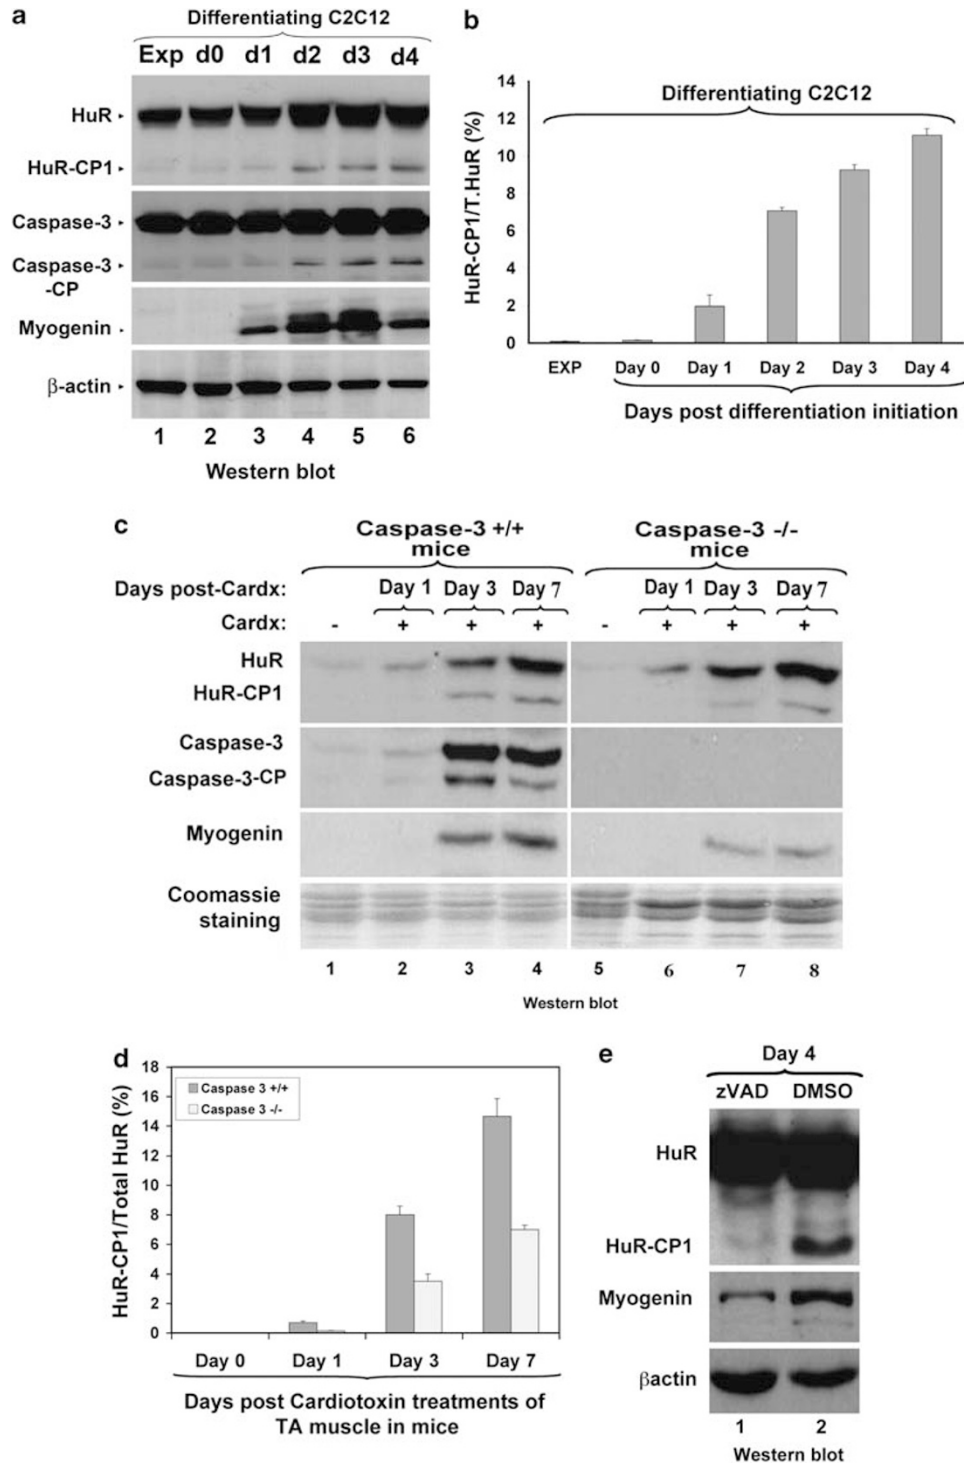 a
Differentiating C2C12
Exp d0 d1 d2 d3 d4
HuR
HuR-CP1
Caspase-3
Caspase-3
-CP
Myogenin
β-actin
1 2 3 4 5 6
Western blot
b
14
12
10
8
6
4
2
0
HuR-CP1/T.HuR (%)
Differentiating C2C12
EXP Day 0 Day 1 Day 2 Day 3 Day 4
Days post differentiation initiation
c
Caspase-3 +/+
mice
Caspase-3 -/-
mice
Days post-Cardx: Day 1 Day 3 Day 7 Day 1 Day 3 Day 7
Cardx: - + + + - + + +
HuR
HuR-CP1
Caspase-3
Caspase-3-CP
Myogenin
Coomassie
staining
1 2 3 4 5 6 7 8
Western blot
d
18
16
14
12
10
8
6
4
2
0
HuR-CP1/Total HuR (%)
Caspase 3 +/+
Caspase 3 -/-
Day 0 Day 1 Day 3 Day 7
Days post Cardiotoxin treatments of
TA muscle in mice
e
Day 4
zVAD DMSO
HuR
HuR-CP1
Myogenin
βactin
1 2
Western blot